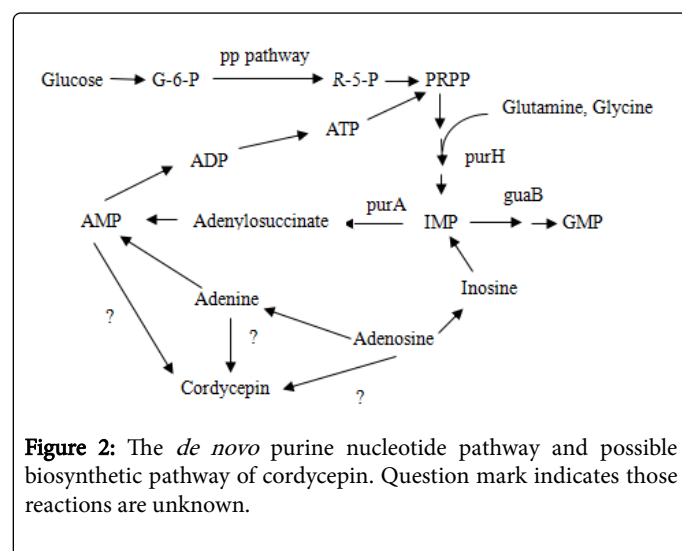 pp pathway
Glucose G-6-P R-5-P PRPP
Glutamine, Glycine
ATP
ADP
purH
purA
guaB
AMP Adenylosuccinate IMP GMP
Inosine
Adenine
?
?
Adenosine
Cordycepin
?
Figure 2: The de novo purine nucleotide pathway and possible
biosynthetic pathway of cordycepin. Question mark indicates those
reactions are unknown.